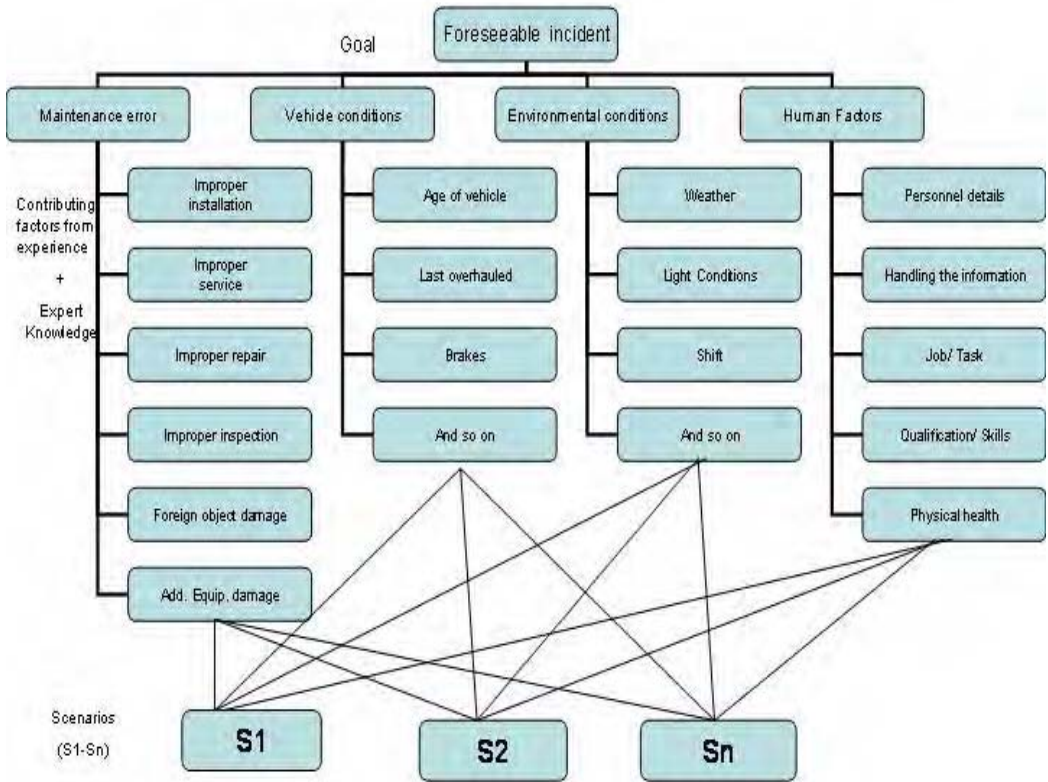 Goal
Foreseeable incident
Maintenance error
Vehicle conditions
Environmental conditions
Human Factors
Contributing
factors from
experience
+
Expert
Knowledge
Improper
installation
Improper
service
Improper repair
Improper inspection
Foreign object damage
Add. Equip. damage
Age of vehicle
Last overhauled
Brakes
And so on
Weather
Light Conditions
Shift
And so on
Personnel details
Handling the information
Job/ Task
Qualification/ Skills
Physical health
Scenarios
(S1-Sn)
S1
S2
Sn